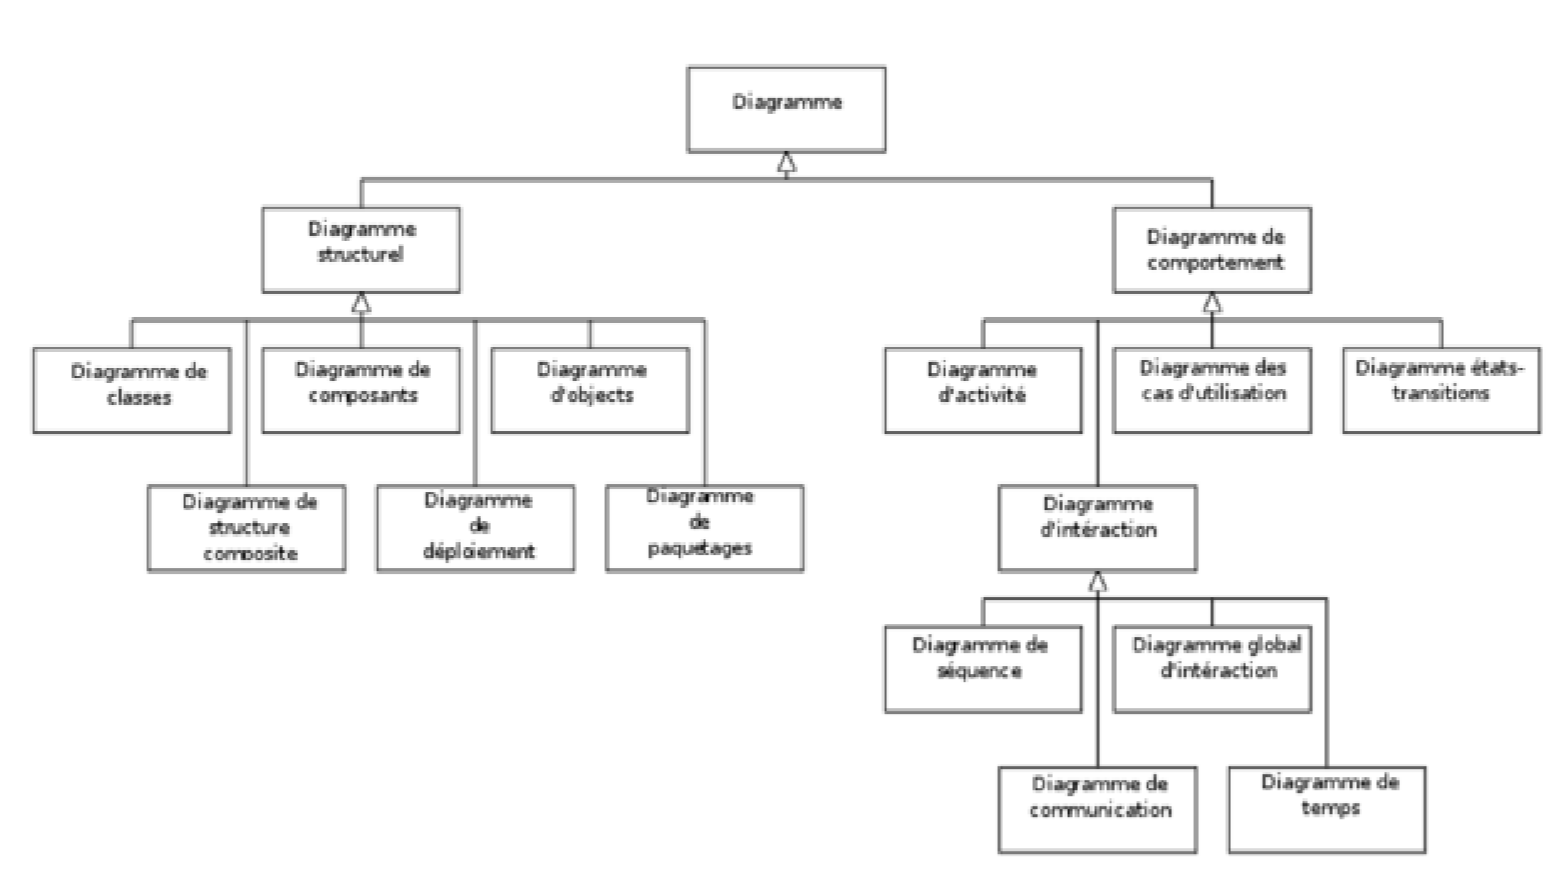 Diagramme
Diagramme
structurel
Diagramme de
comportement
Diagramme de
classes
Diagramme de
composants
Diagramme
d'objects
Diagramme
d'activité
Diagramme des
cas d'utilisation
Diagramme états-
transitions
Diagramme de
structure
composite
Diagramme
de
déploiement
Diagramme
de
paquetages
Diagramme
d'intéraction
Diagramme de
séquence
Diagramme global
d'intéraction
Diagramme de
communication
Diagramme de
temps